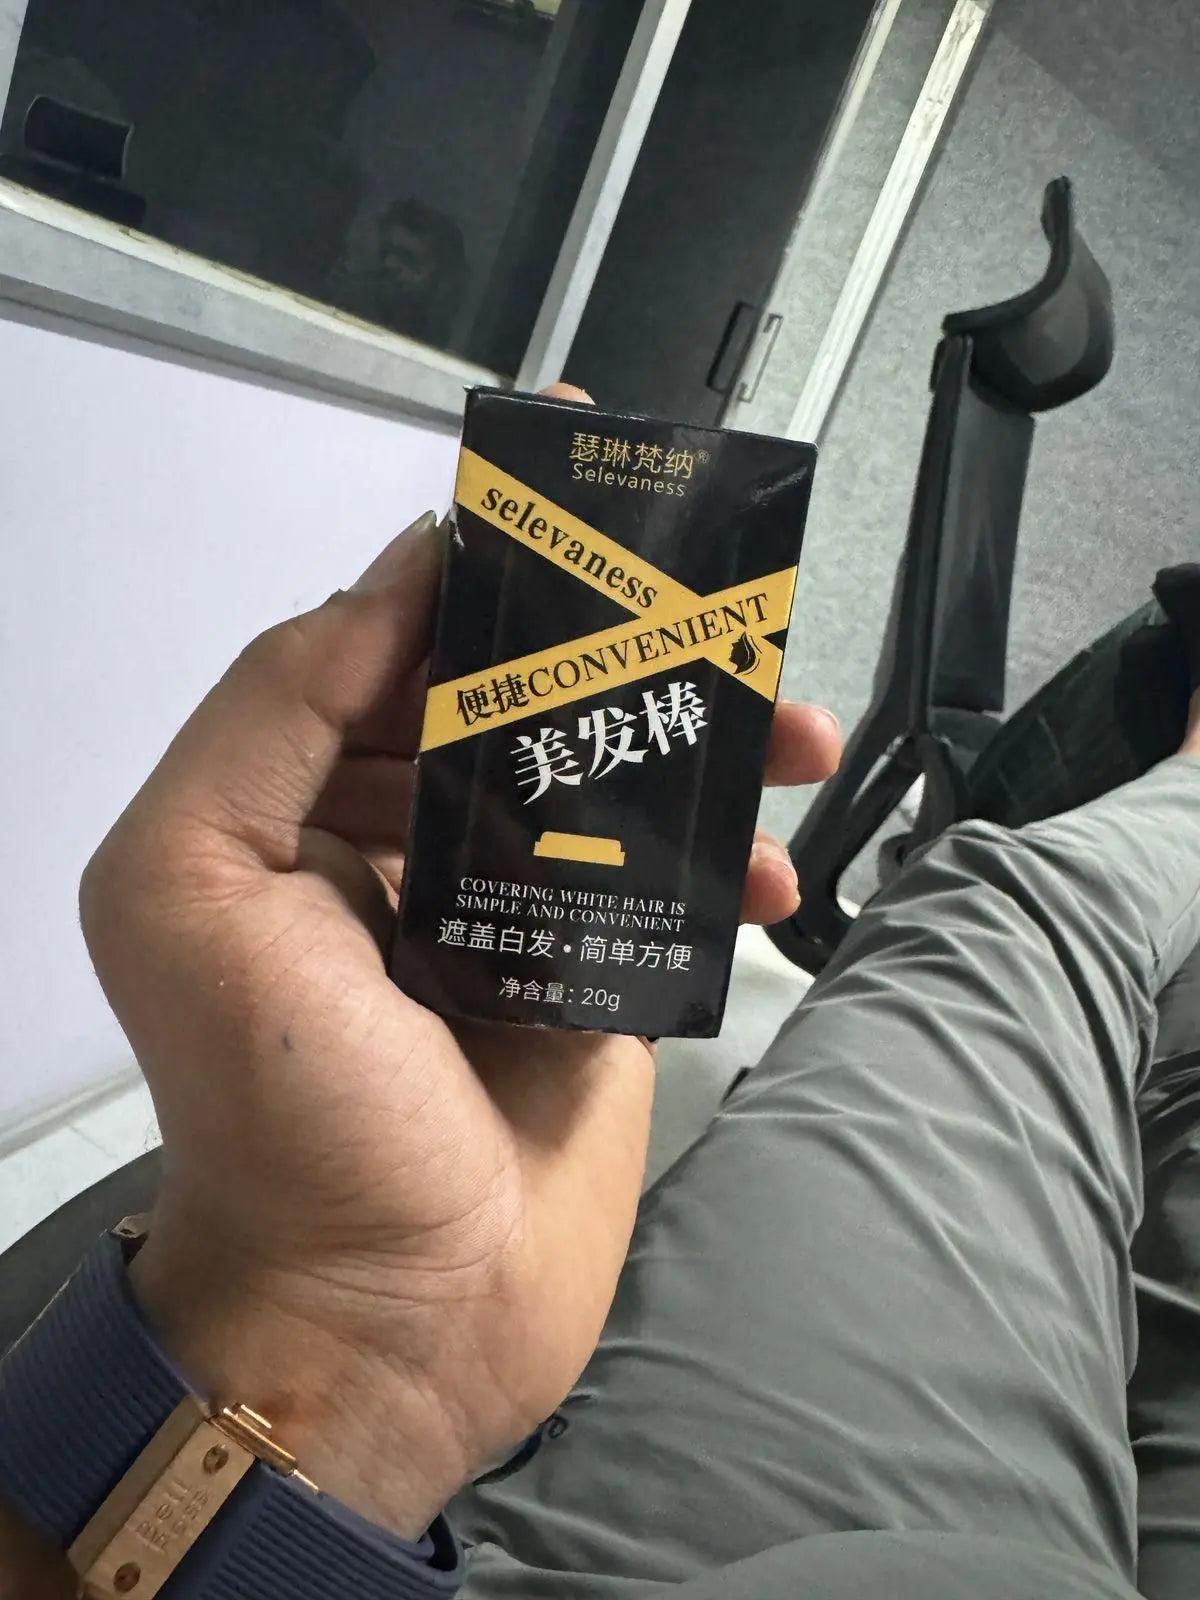 瑟琳梵纳®
Selevaness
selevaness
便捷CONVENIENT
美发棒
COVERING WHITE HAIR IS
SIMPLE AND CONVENIENT
遮盖白发•简单方便
净含量：20g
Bell
Ross